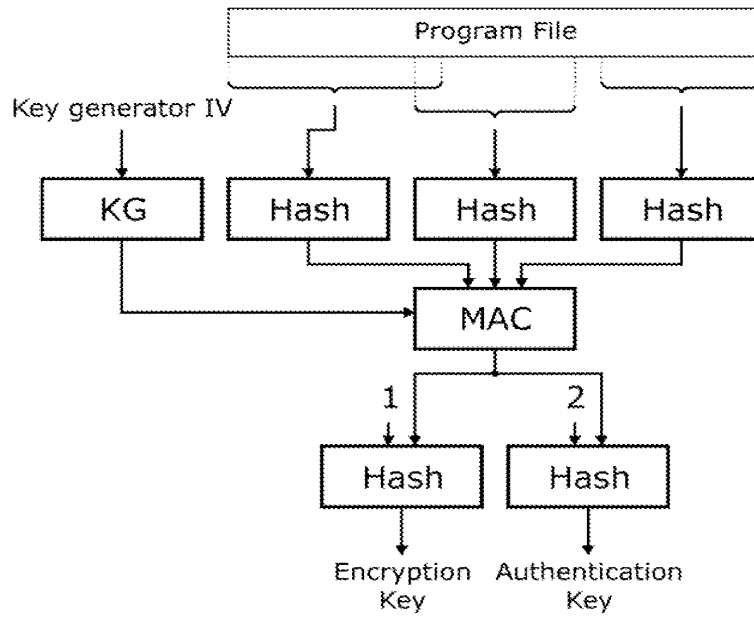 Program File
Key generator IV
KG
Hash
Hash
Hash
MAC
1
2
Hash
Hash
Encryption
Key
Authentication
Key